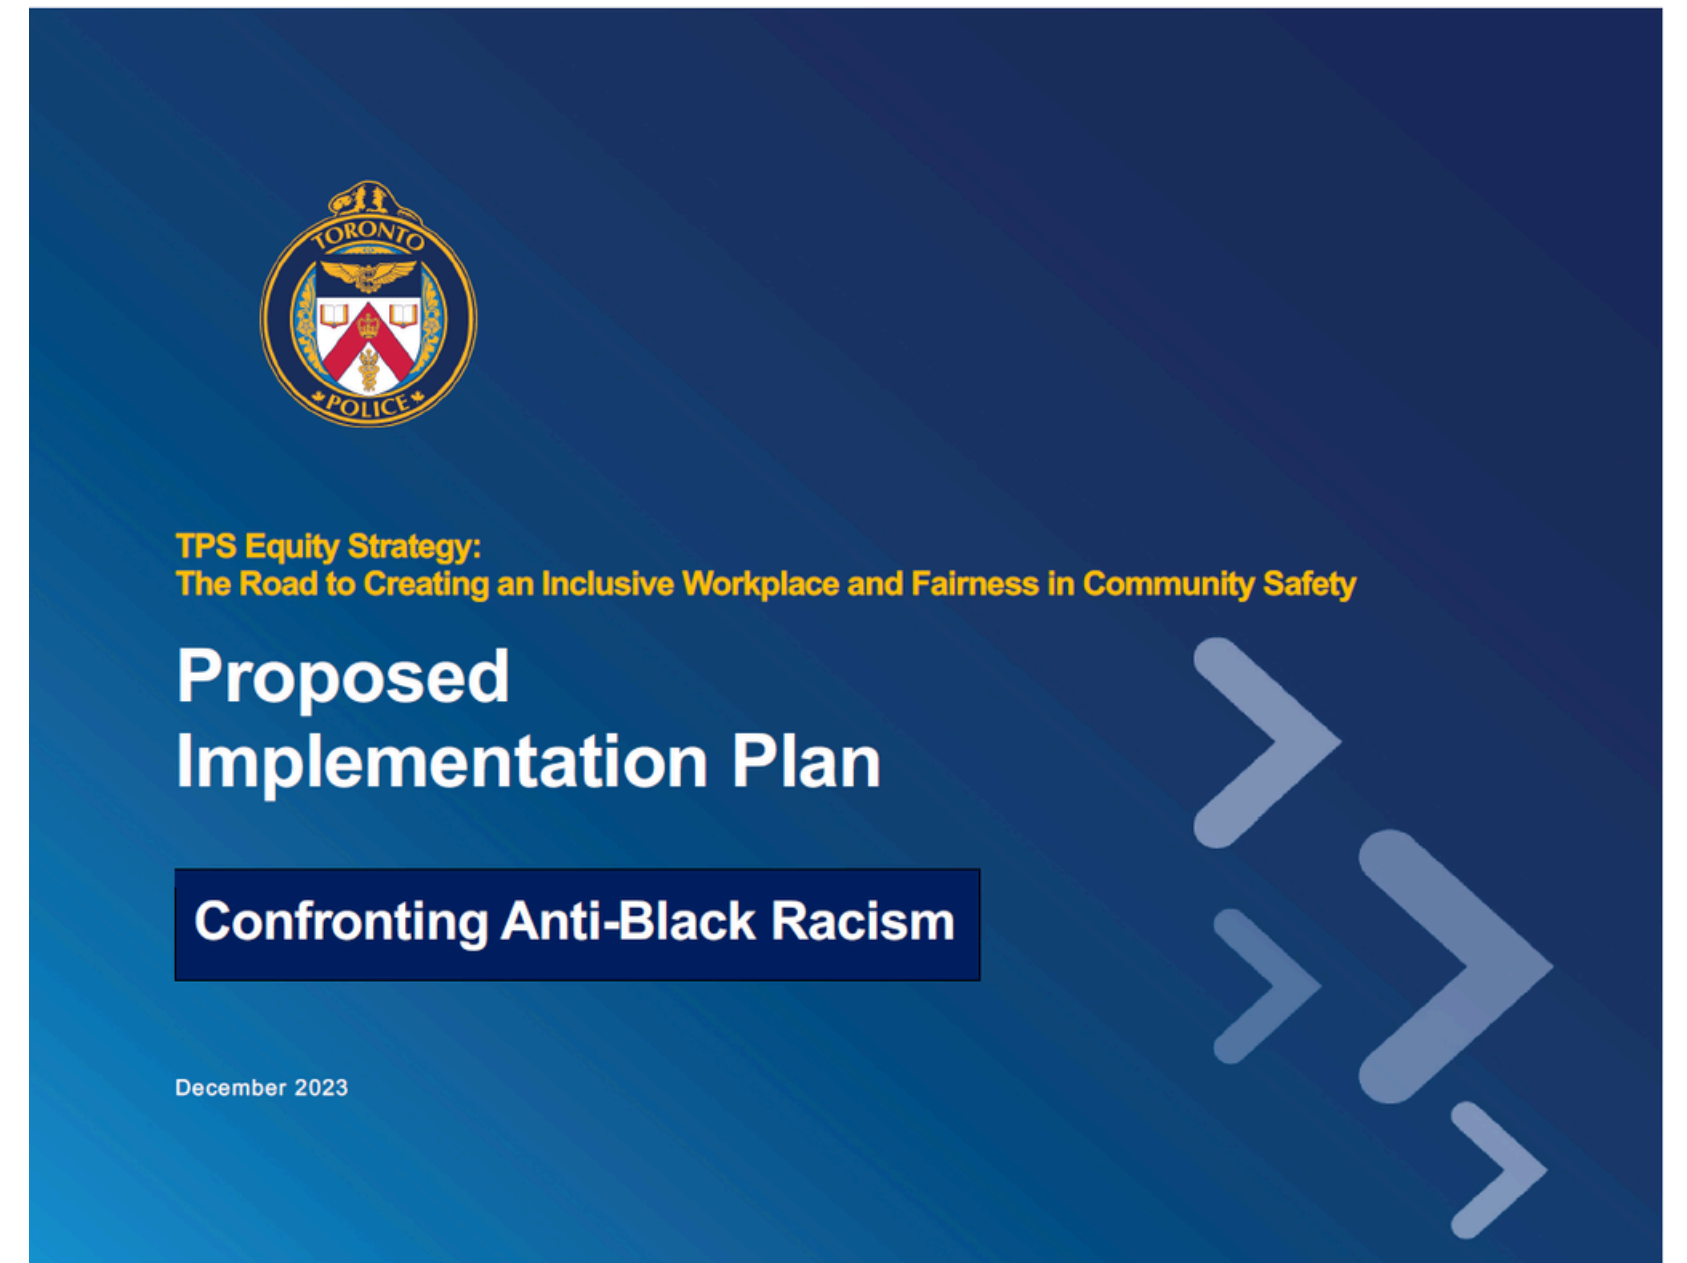 TORONTO
POLICE
TPS Equity Strategy:
The Road to Creating an Inclusive Workplace and Fairness in Community Safety
Proposed
Implementation Plan
Confronting Anti-Black Racism
December 2023